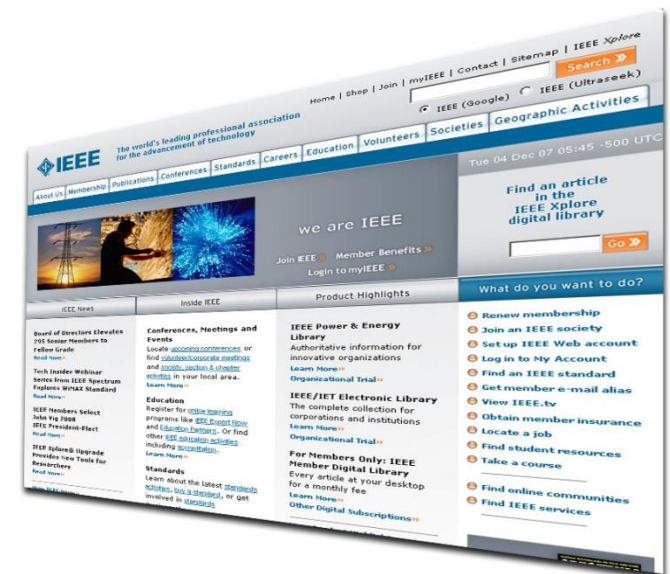 Home | Shop | Join | myIEEE | Contact | Sitemap | IEEE Xplore
Search »
IEEE (Google) IEEE (Ultraseek)
IEEE
The world's leading professional association
for the advancement of technology
About Us Membership Publications Conferences Standards Careers Education Volunteers Societies Geographic Activities
Tue 04 Dec 07 05:45 -500 UTC
we are IEEE
Join IEEE » Member Benefits »
Login to myIEEE »
Find an article
in the
IEEE Xplore
digital library
Go »
IEEE News
Board of Directors Elevates
295 Senior Members to
Fellow Grade
Read More»
Tech Insider Webinar
Series from IEEE Spectrum
Explores WiMAX Standard
Read More»
IEEE Members Select
John Vig 2008
IEEE President-Elect
Read More»
IEEE Xplore® Upgrade
Provides New Tools for
Researchers
Read More»
Inside IEEE
Conferences, Meetings and
Events
Locate upcoming conferences or
find volunteer/corporate meetings
and society, section & chapter
activities in your local area.
Learn More»
Education
Register for online learning
programs like IEEE Expert Now
and Education Partners. Or find
other IEEE education activities
including accreditation.
Learn More»
Standards
Learn about the latest standards
activities, buy a standard, or get
involved in standards
Product Highlights
IEEE Power & Energy
Library
Authoritative information for
innovative organizations
Learn More»
Organizational Trial»
IEEE/IET Electronic Library
The complete collection for
corporations and institutions
Learn More»
Organizational Trial»
For Members Only: IEEE
Member Digital Library
Every article at your desktop
for a monthly fee
Learn More»
Other Digital Subscriptions»
What do you want to do?
Renew membership
Join an IEEE society
Set up IEEE Web account
Log in to My Account
Find an IEEE standard
Get member e-mail alias
View IEEE.tv
Obtain member insurance
Locate a job
Find student resources
Take a course
Find online communities
Find IEEE services